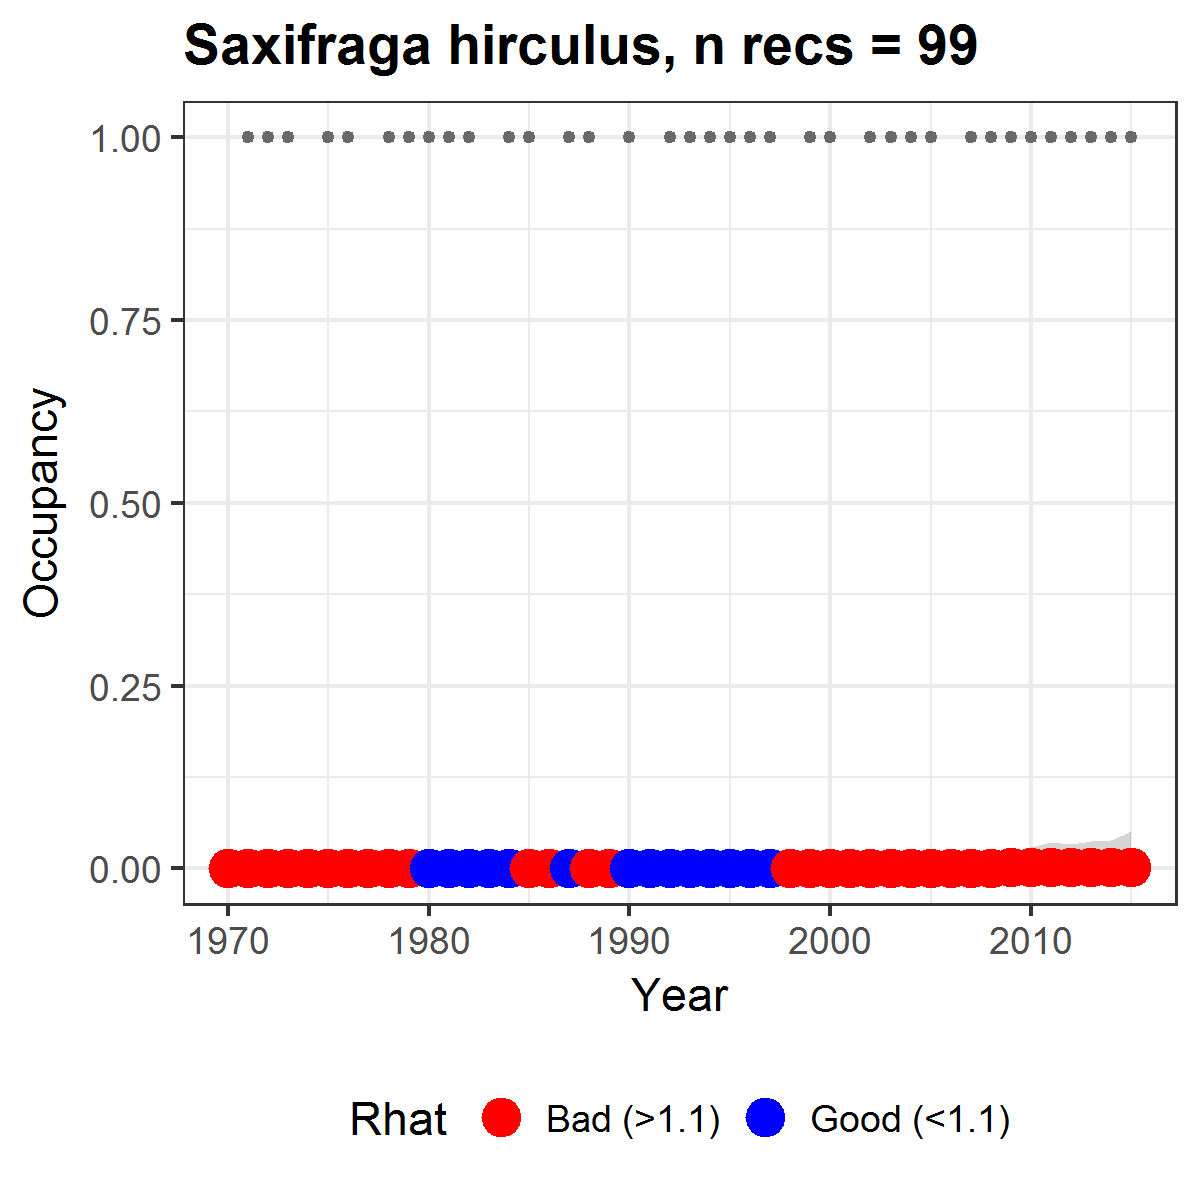 Saxifraga hirculus, n recs = 99
1.00
0.75
0.50
0.25
0.00
Occupancy
1970 1980 1990 2000 2010
Year
Rhat Bad (>1.1) Good (<1.1)